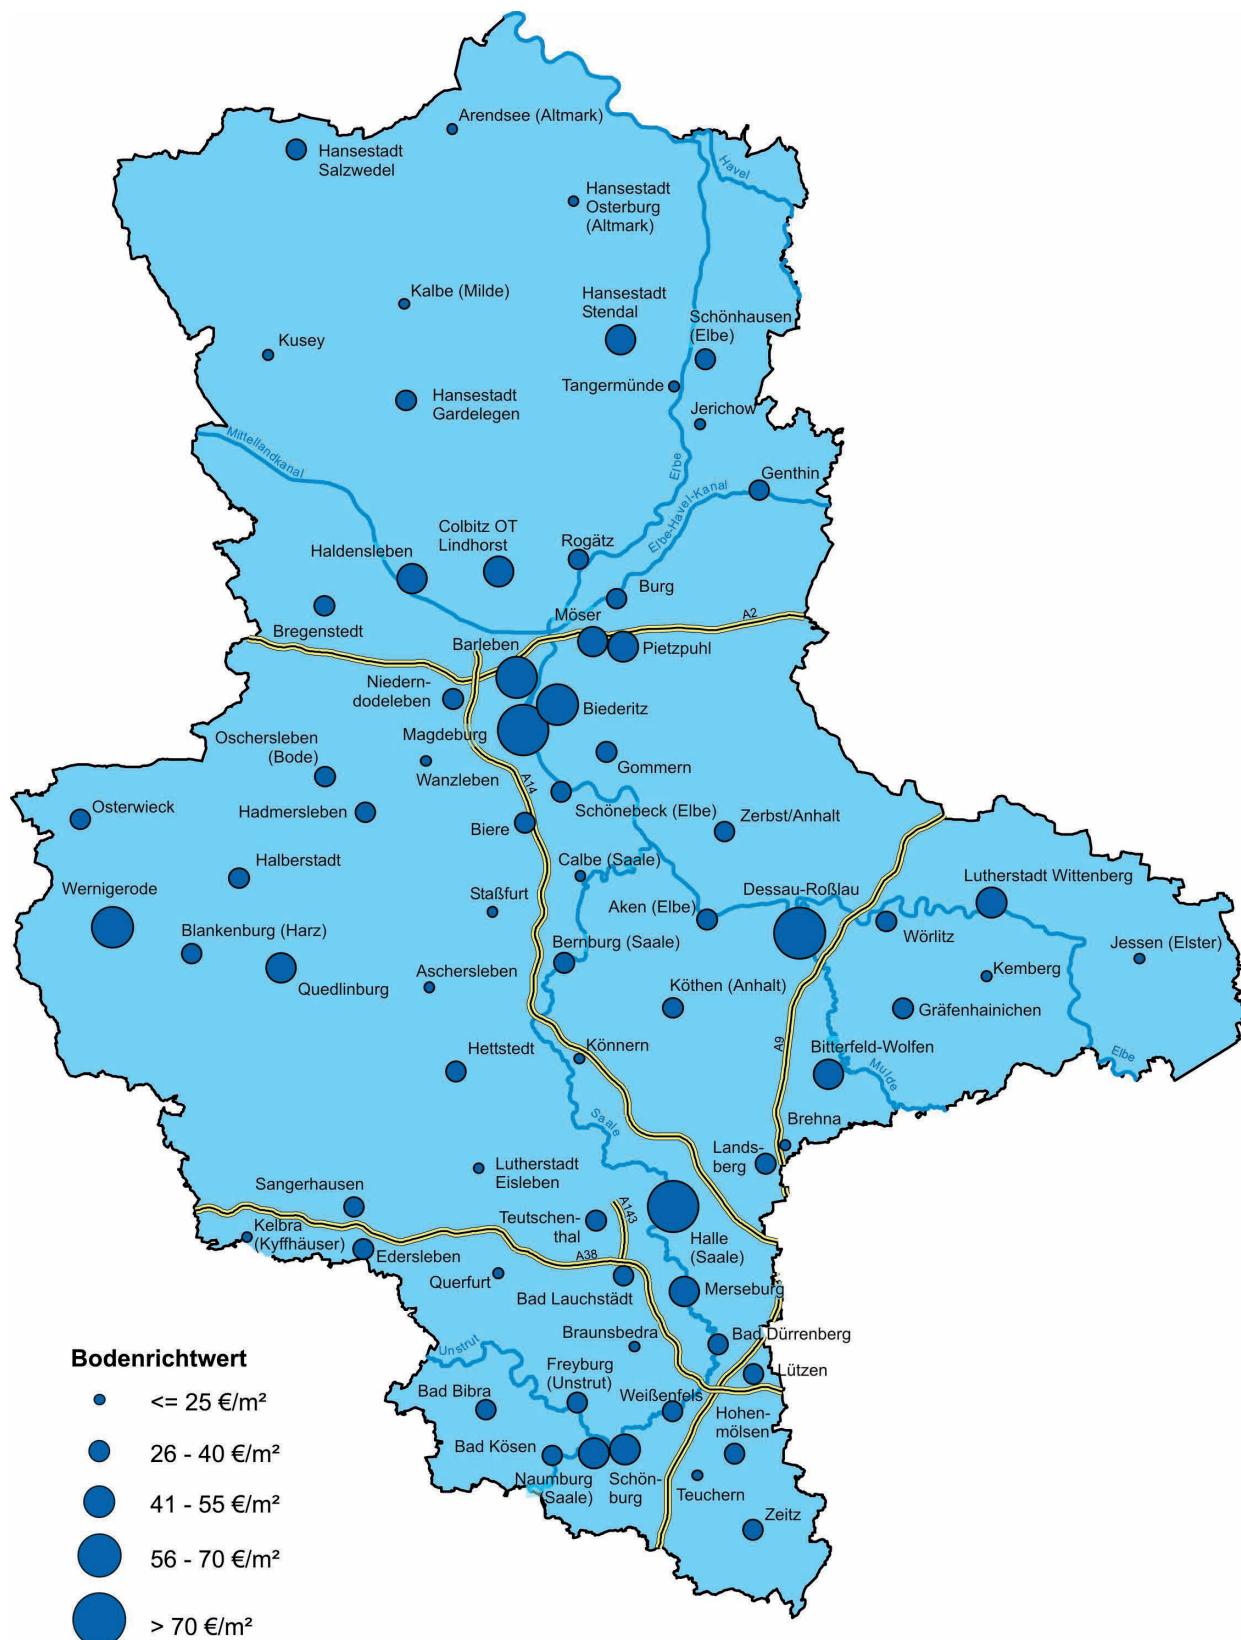 Arendsee (Altmark)
Hansestadt
Salzwedel
Havel
Hansestadt
Osterburg
(Altmark)
Kalbe (Milde)
Hansestadt
Stendal
Schönhausen
(Elbe)
Kusey
Tangermünde
Hansestadt
Gardelegen
Jerichow
Mittellandkanal
Elbe
Genthin
Elbe-Havel-Kanal
Colbitz OT
Lindhorst
Haldensleben
Rogätz
Burg
Bregenstedt
Möser
A2
Barleben
Pietzpuhl
Niedern-
dodeleben
Biederitz
Magdeburg
Oschersleben
(Bode)
Wanzleben
Gommern
A14
Osterwieck
Hadmersleben
Schönebeck (Elbe)
Zerbst/Anhalt
Biere
Halberstadt
Calbe (Saale)
Wernigerode
Staßfurt
Dessau-Roßlau
Lutherstadt Wittenberg
Aken (Elbe)
Blankenburg (Harz)
Wörlitz
Bernburg (Saale)
Jessen (Elster)
Aschersleben
Kemberg
Quedlinburg
Köthen (Anhalt)
Gräfenhainichen
A9
Hettstedt
Könnern
Bitterfeld-Wolfen
Elbe
Mulde
Saale
Brehna
Lands-
berg
Lutherstadt
Eisleben
Sangerhausen
Teutschen-
thal
A143
Kelbra
(Kyffhäuser)
Halle
(Saale)
Edersleben
A38
Querfurt
Bad Lauchstädt
Merseburg
Braunsbedra
Bad Dürrenberg
Unstrut
Bodenrichtwert
Freyburg
(Unstrut)
Lützen
<= 25 €/m²
Bad Bibra
Weißenfels
Hohen-
mölsen
26 - 40 €/m²
Bad Kösen
Naumburg
(Saale)
Schön-
burg
Teuchern
41 - 55 €/m²
Zeitz
56 - 70 €/m²
> 70 €/m²